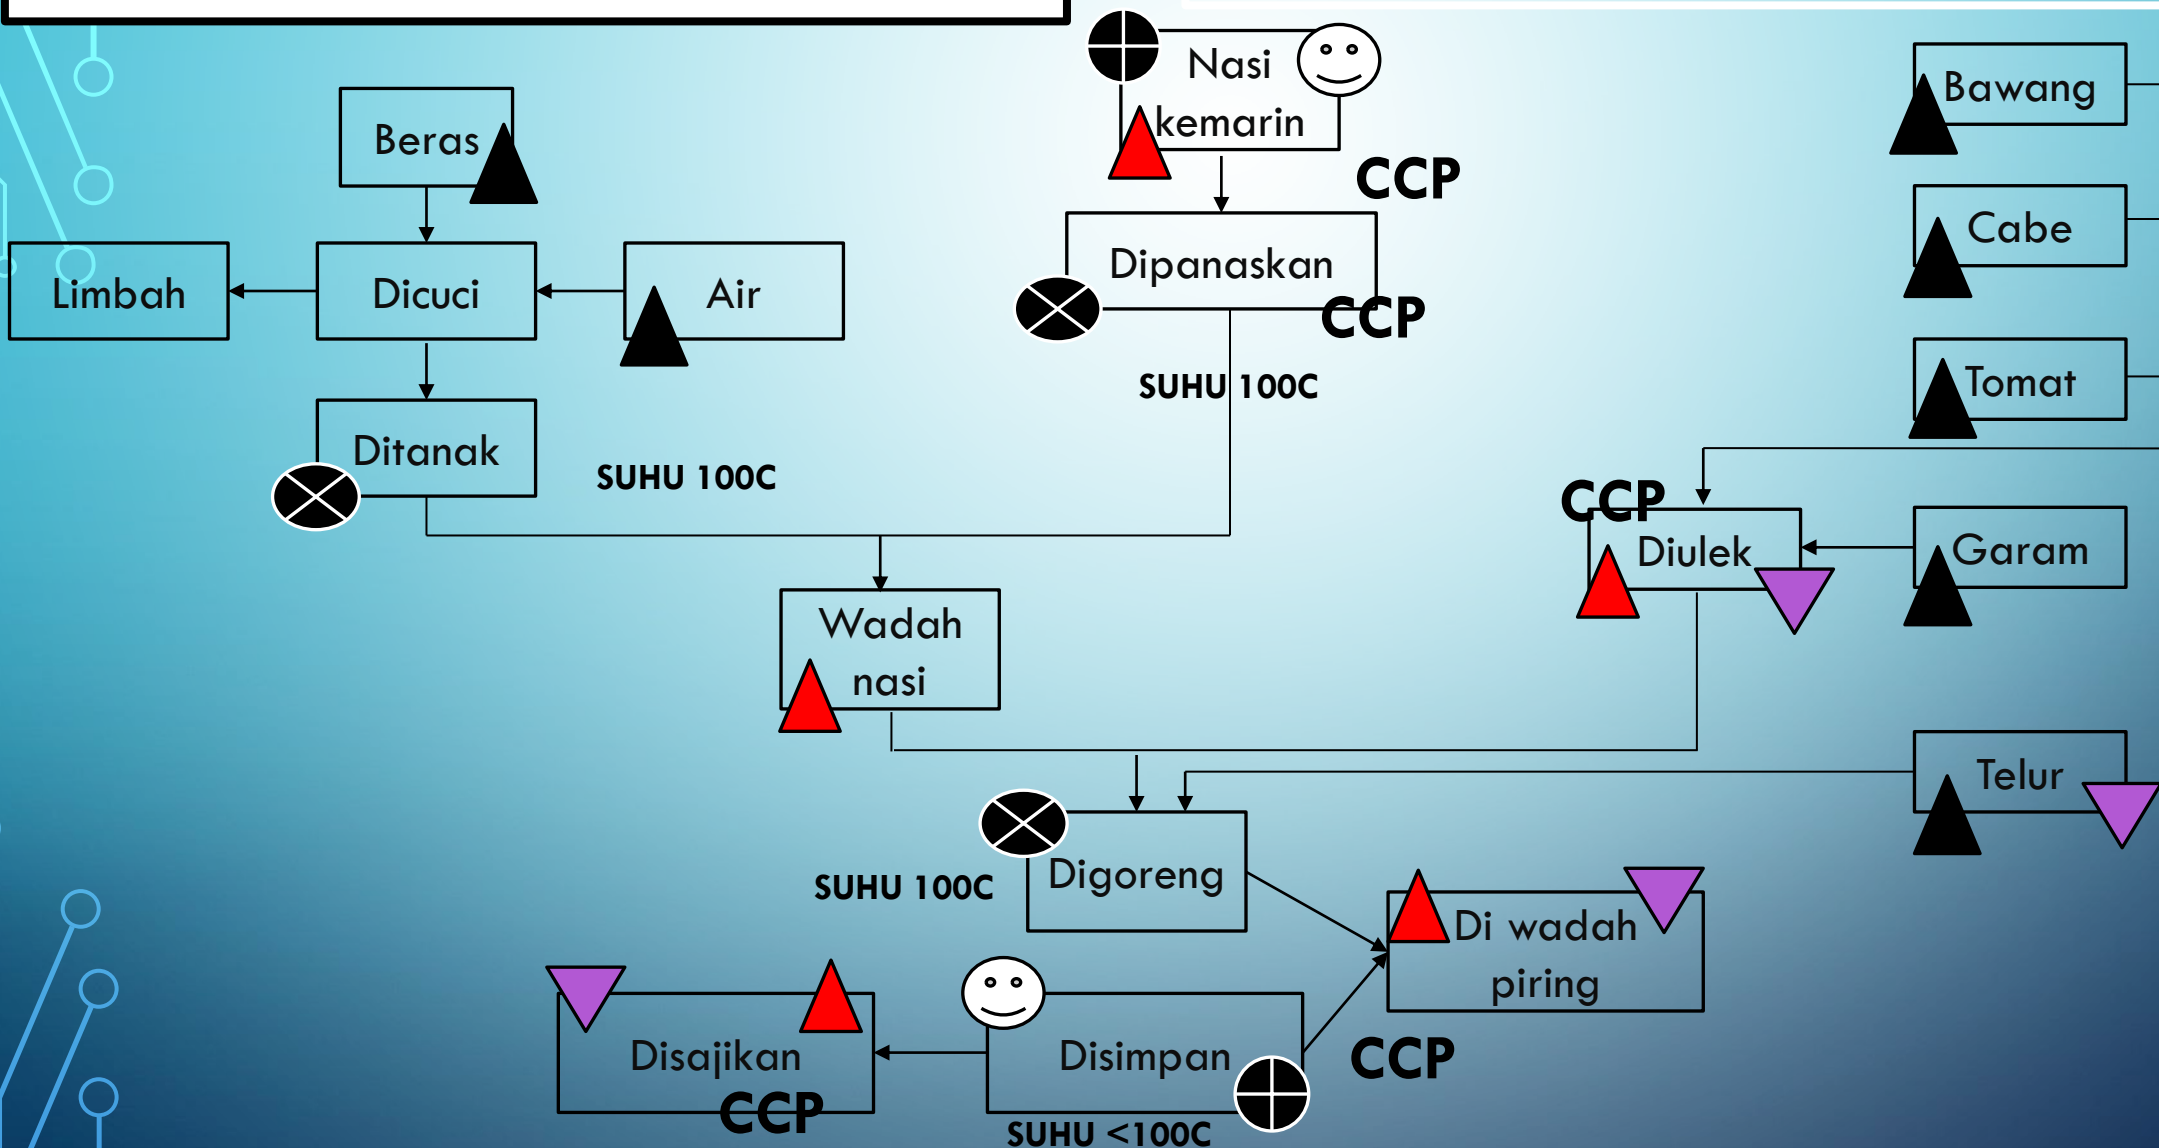 Nasi
kemarin
CCP
Beras
Bawang
Cabe
Limbah
Dicuci
Air
Dipanaskan
CCP
SUHU 100C
Tomat
Ditanak
SUHU 100C
CCP
Diulek
Garam
Wadah
nasi
Telur
Digoreng
SUHU 100C
Di wadah
piring
Disajikan
CCP
Disimpan
CCP
SUHU <100C